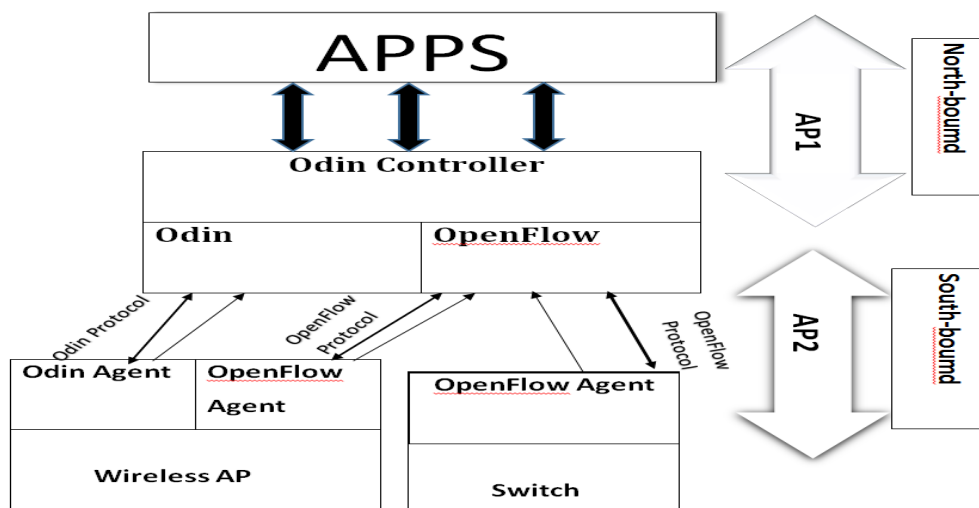 APPS
AP1
North-boumd
Odin Controller
Odin
OpenFlow
Odin Protocol
OpenFlow
Protocol
OpenFlow
Protocol
AP2
South-boumd
Odin Agent
OpenFlow
Agent
OpenFlow Agent
Wireless AP
Switch